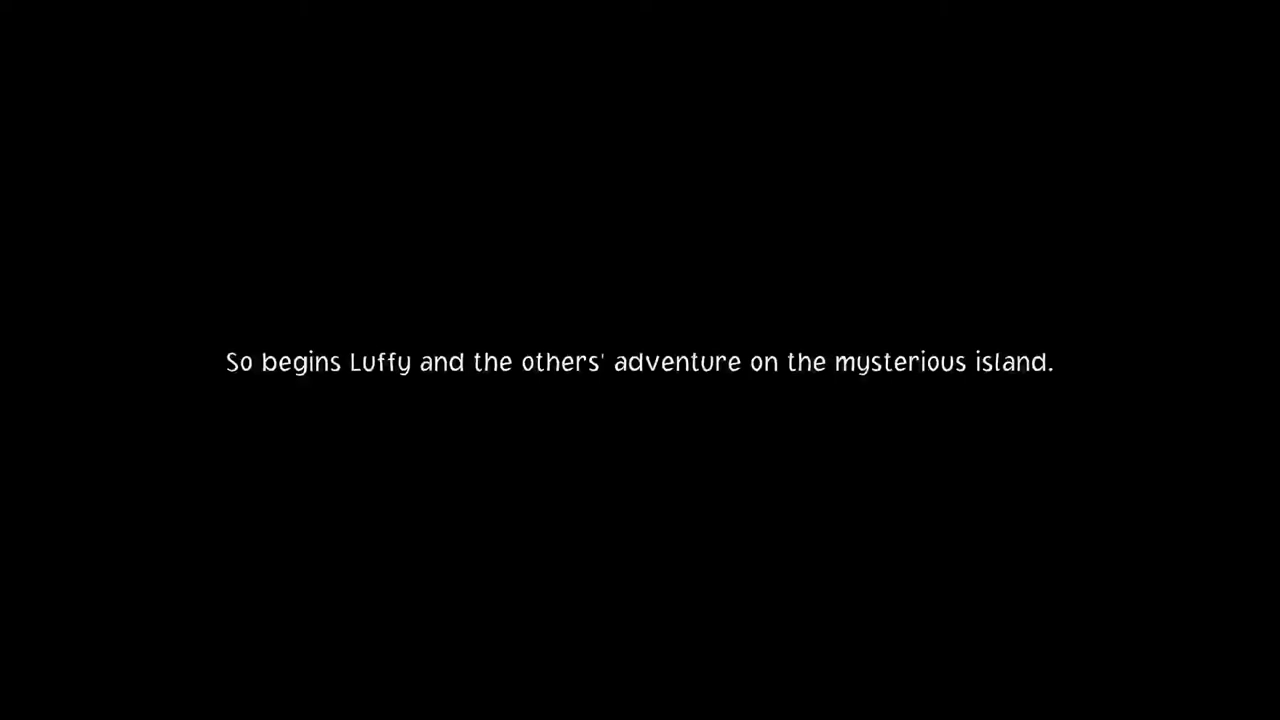 So begins Luffy and the others' adventure on the mysterious island.